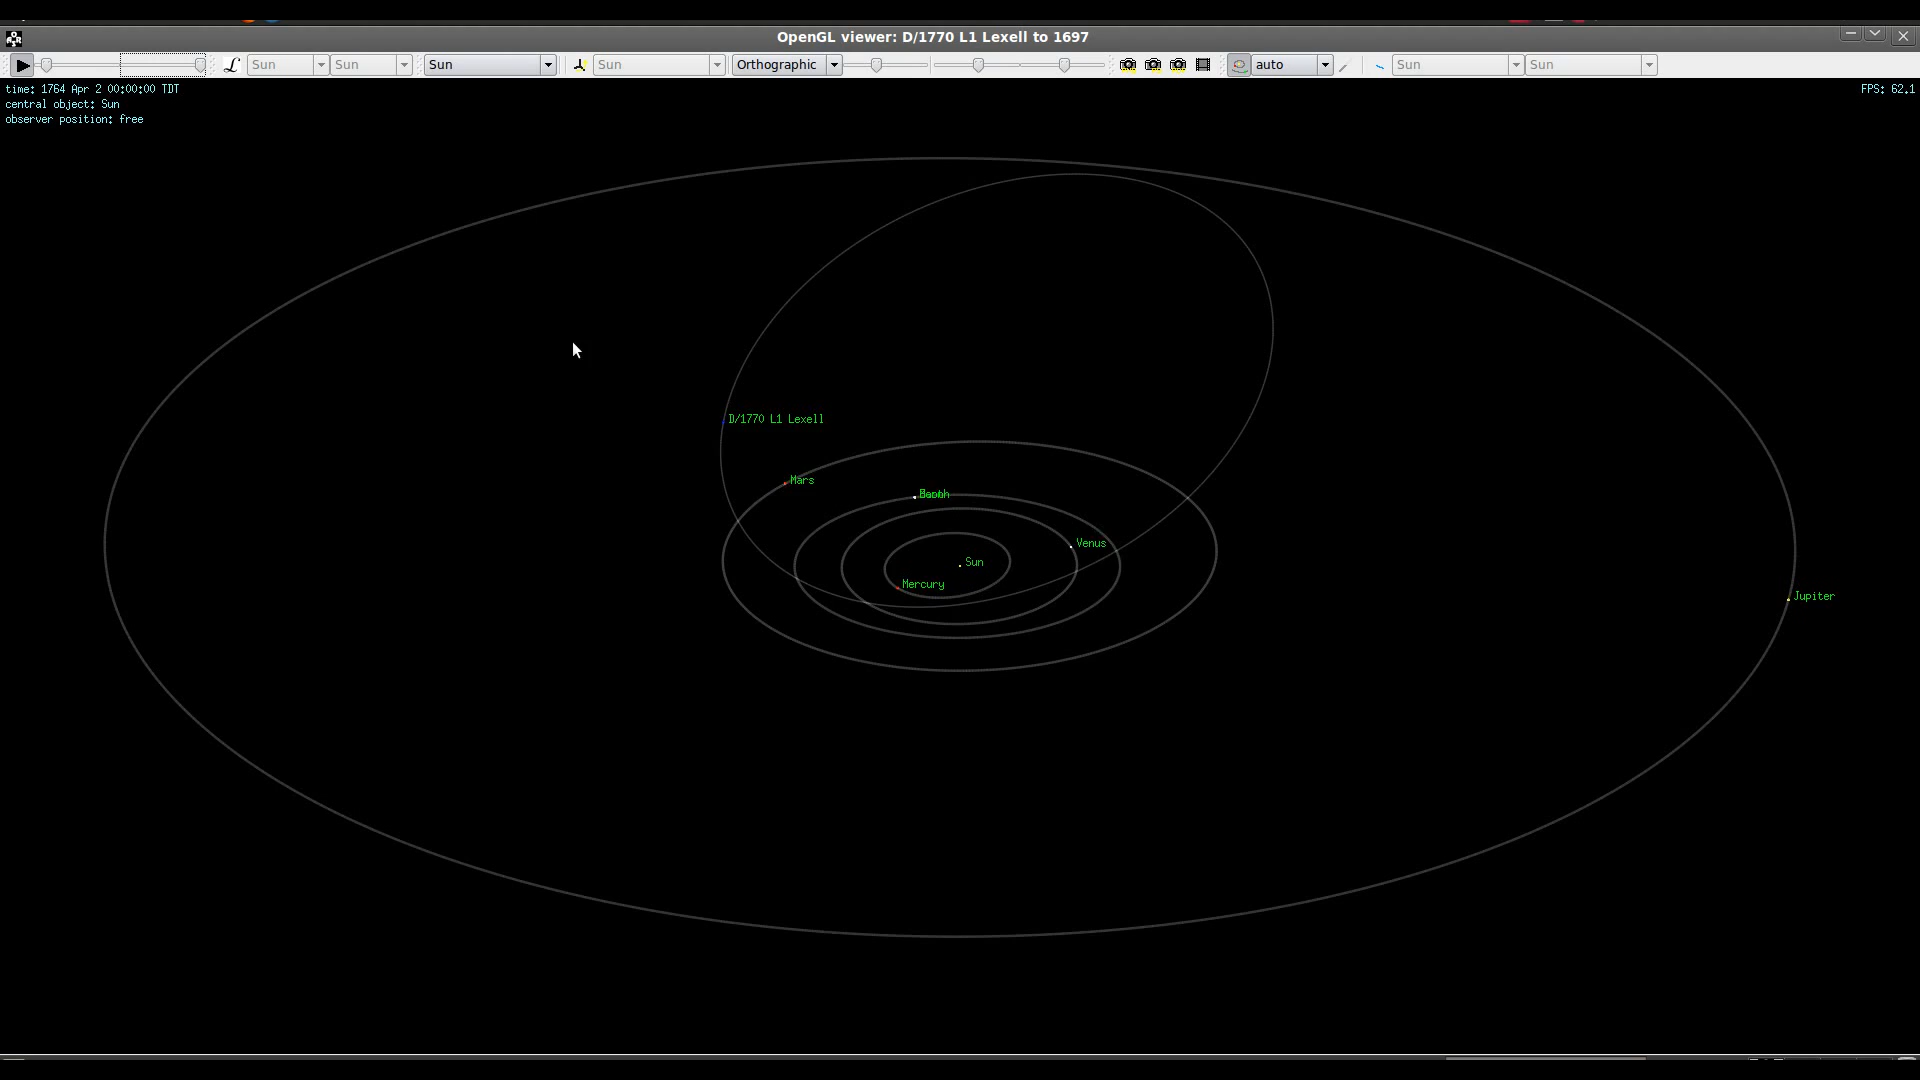 OpenGL viewer: D/1770 L1 Lexell to 1697
Sun Sun Sun Sun Orthographic auto Sun Sun
time: 1764 Apr 2 00:00:00 TDT
FPS: 62.1
central object: Sun
observer position: free
D/1770 L1 Lexell
Mars
Venus
Sun
Mercury
Jupiter